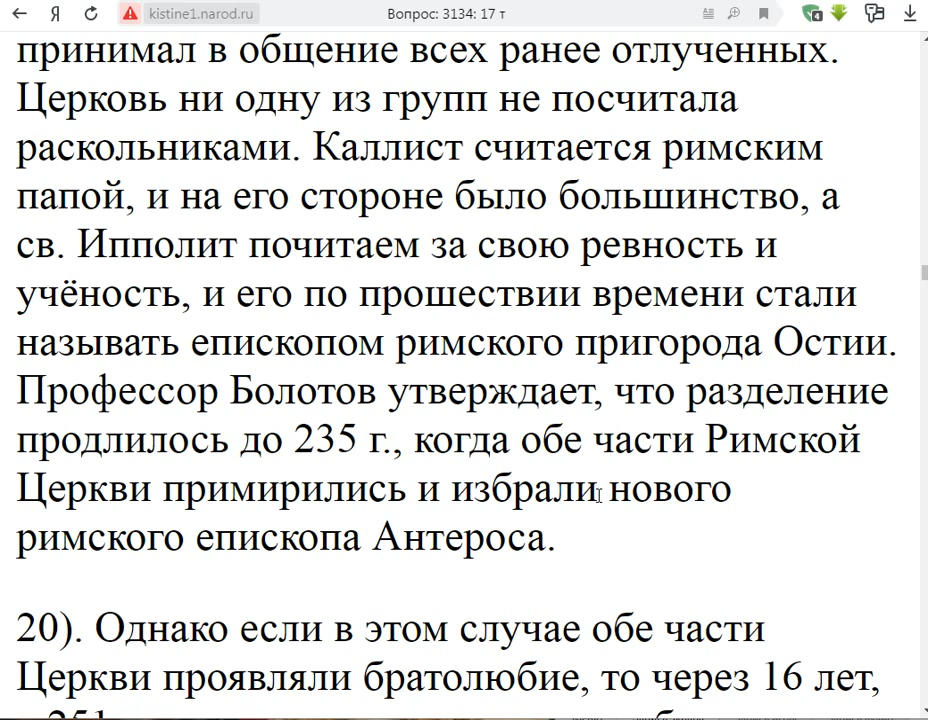 Я
kistine1.narod.ru
Вопрос: 3134: 17 т
4
принимал в общение всех ранее отлученных.
Церковь ни одну из групп не посчитала
раскольниками. Каллист считается римским
папой, и на его стороне было большинство, а
св. Ипполит почитаем за свою ревность и
учёность, и его по прошествии времени стали
называть епископом римского пригорода Остии.
Профессор Болотов утверждает, что разделение
продлилось до 235 г., когда обе части Римской
Церкви примирились и избрали нового
римского епископа Антероса.
20). Однако если в этом случае обе части
Церкви проявляли братолюбие, то через 16 лет,